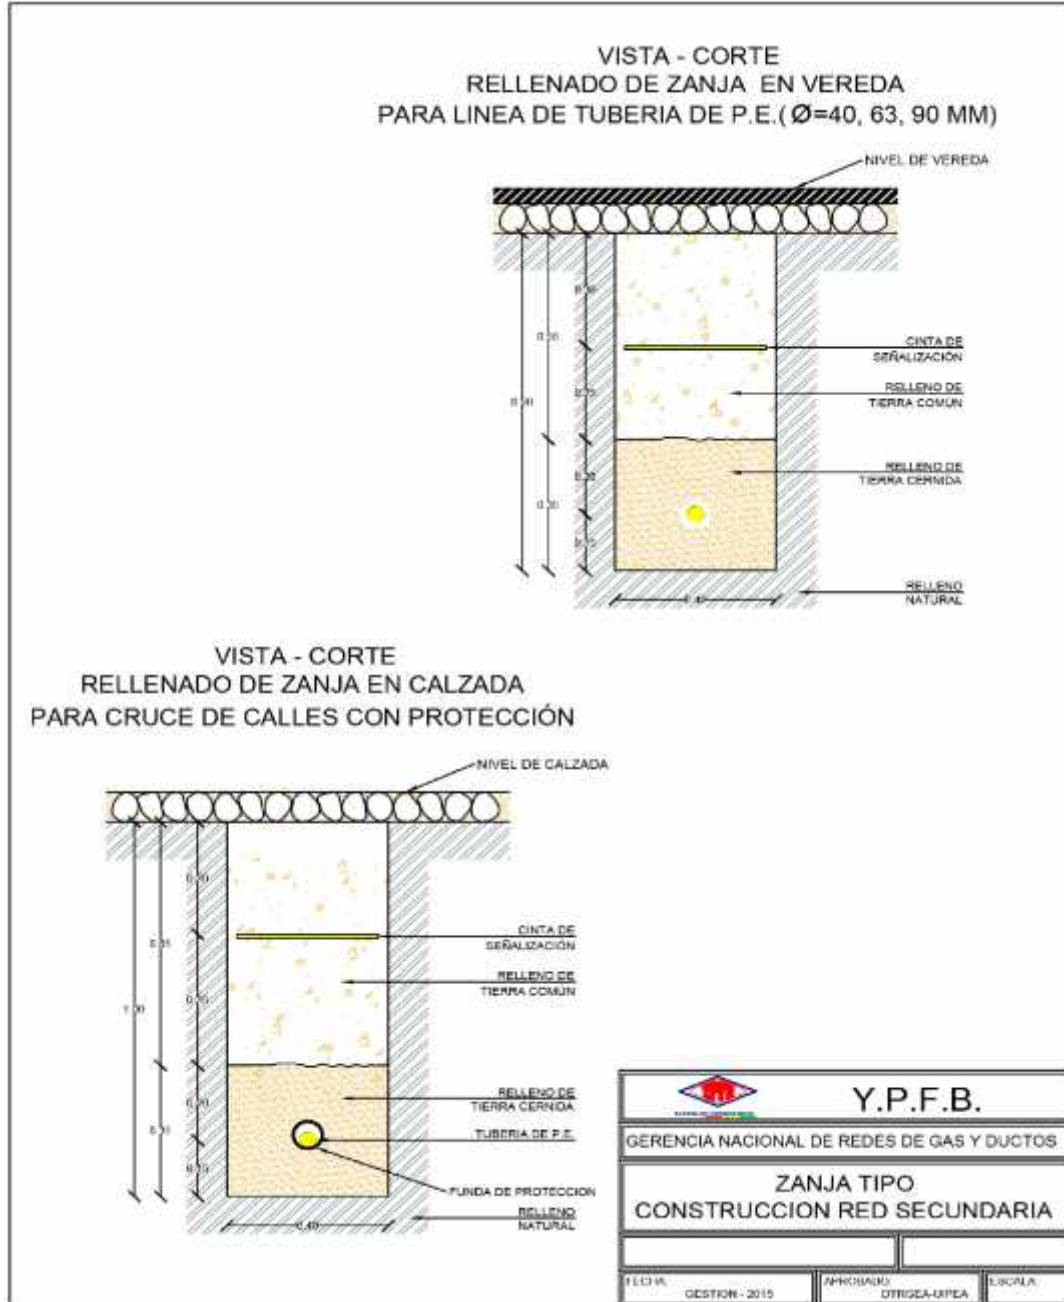 VISTA - CORTE
RELLENADO DE ZANJA EN VEREDA
PARA LINEA DE TUBERIA DE P.E.( Ø=40, 63, 90 MM)
NIVEL DE VEREDA
CINTA DE
SEÑALIZACIÓN
RELLENO DE
TIERRA COMÚN
RELLENO DE
TIERRA CERNIDA
RELLENO
NATURAL
VISTA - CORTE
RELLENADO DE ZANJA EN CALZADA
PARA CRUCE DE CALLES CON PROTECCIÓN
NIVEL DE CALZADA
CINTA DE
SEÑALIZACIÓN
RELLENO DE
TIERRA COMÚN
RELLENO DE
TIERRA CERNIDA
TUBERIA DE P.E.
FUNDA DE PROTECCION
RELLENO
NATURAL
0.40
Y.P.F.B.
GERENCIA NACIONAL DE REDES DE GAS Y DUCTOS
ZANJA TIPO
CONSTRUCCION RED SECUNDARIA
FECHA:
GESTION - 2015
APROBADO:
ESCALA: